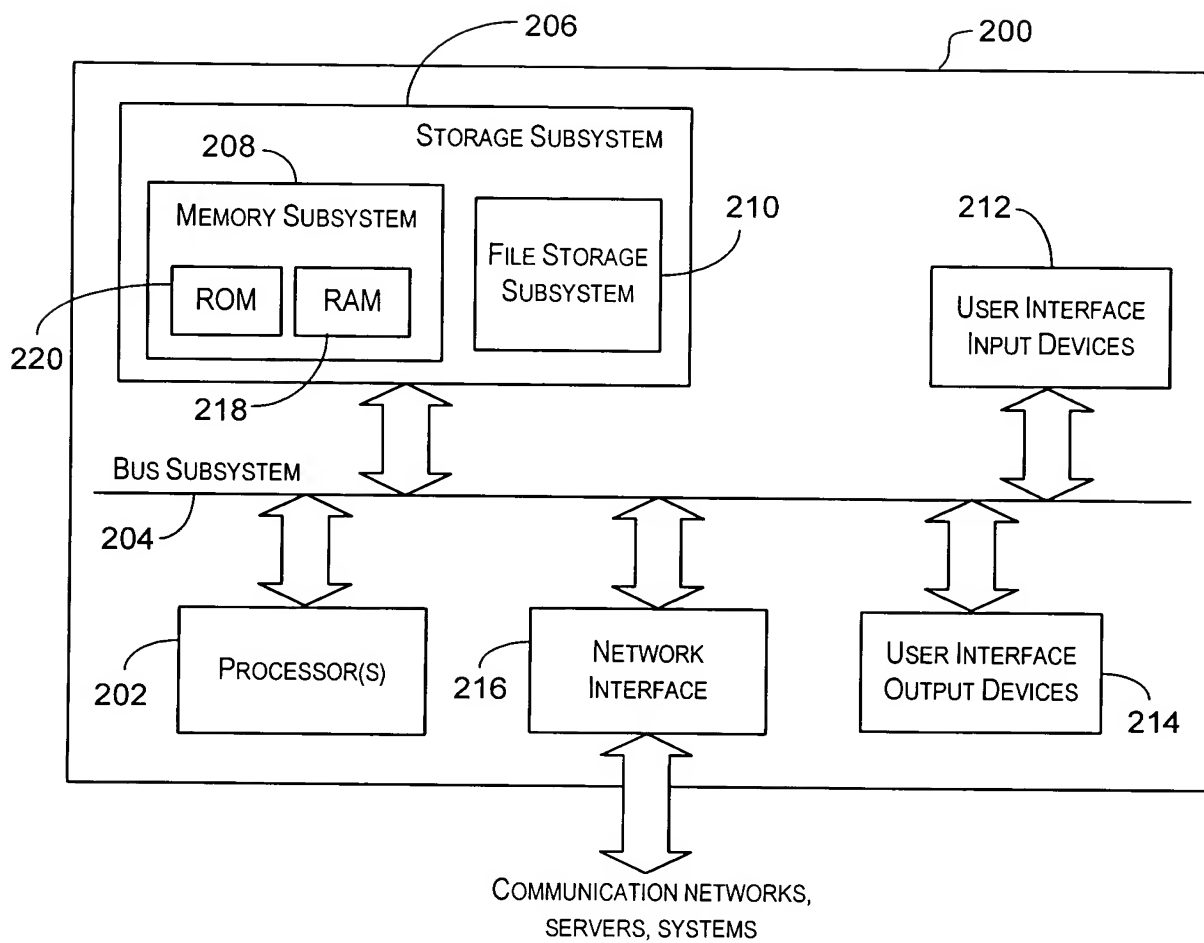 206
200
STORAGE SUBSYSTEM
208
MEMORY SUBSYSTEM
210
212
FILE STORAGE
SUBSYSTEM
ROM
RAM
USER INTERFACE
INPUT DEVICES
220
218
BUS SUBSYSTEM
204
PROCESSOR(S)
NETWORK
INTERFACE
USER INTERFACE
OUTPUT DEVICES
202
216
214
COMMUNICATION NETWORKS,
SERVERS, SYSTEMS